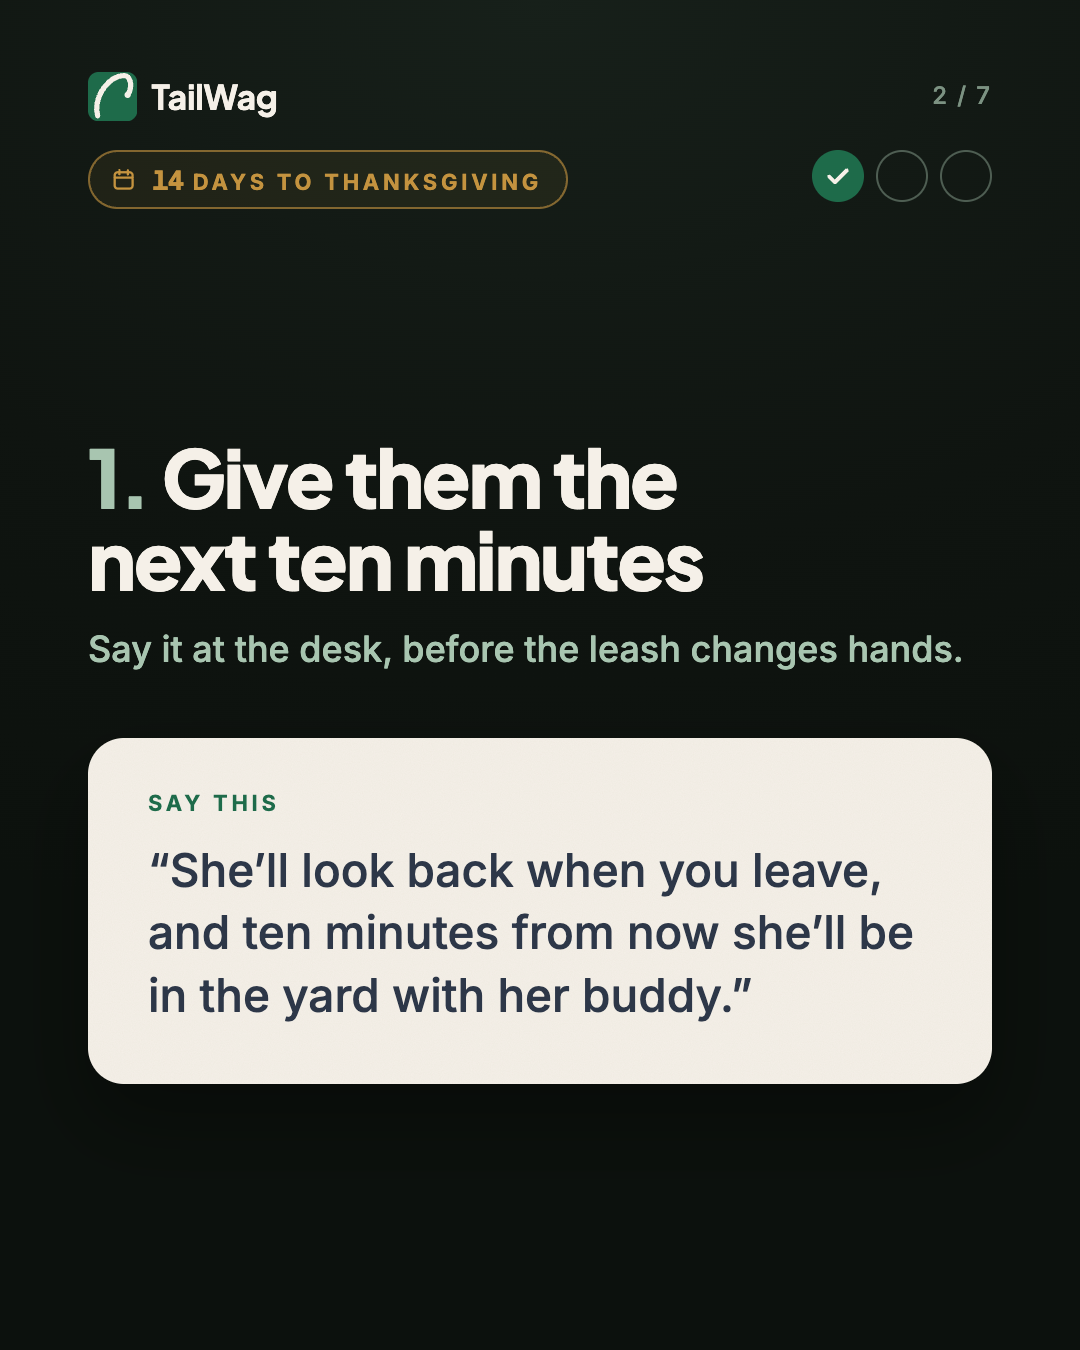 TailWag
2 / 7
14 DAYS TO THANKSGIVING
1. Give them the
next ten minutes
Say it at the desk, before the leash changes hands.
SAY THIS
“She’ll look back when you leave,
and ten minutes from now she’ll be
in the yard with her buddy.”